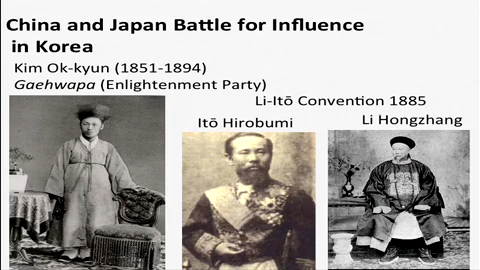 China and Japan Battle for Influence
in Korea
Kim Ok-kyun (1851-1894)
Gaehwapa (Enlightenment Party)
Li-Itō Convention 1885
Itō Hirobumi
Li Hongzhang